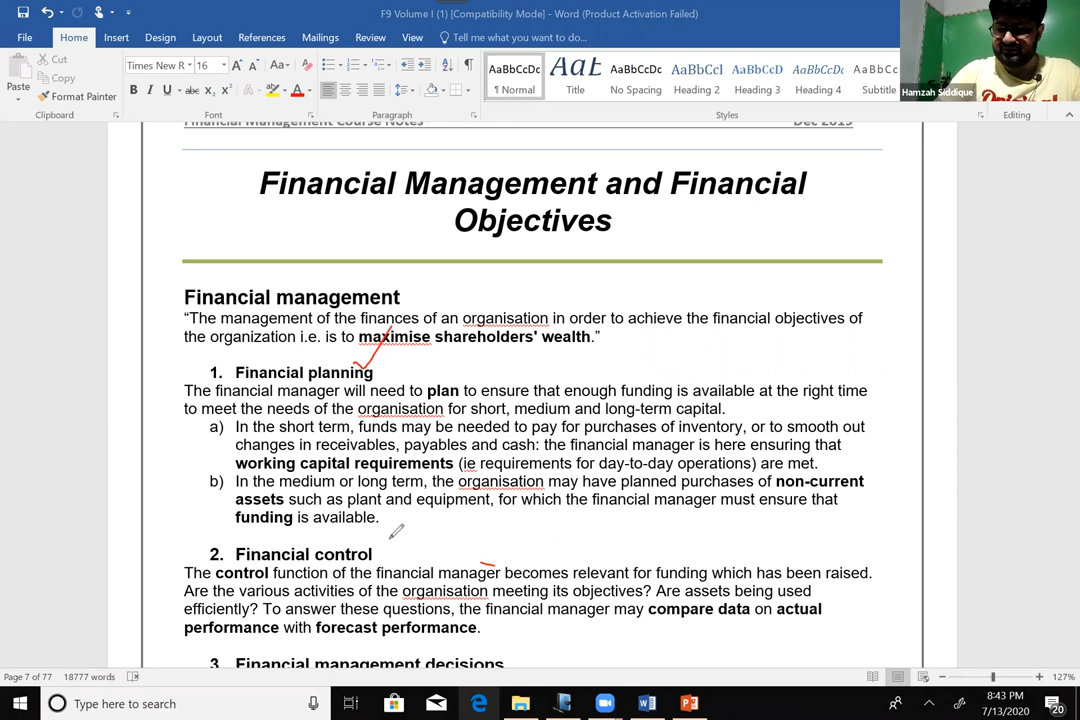 F9 Volume I (1) [Compatibility Mode] - Word (Product Activation Failed)
File Home Insert Design Layout References Mailings Review View Tell me what you want to do...
Cut
Copy
Format Painter
Paste
Times New R 16
AaBbCcDc AaB AaBbCcDc AaBbCcI AaBbCcD AaBbCcDc AaBbCc
¶ Normal Title No Spacing Heading 2 Heading 3 Heading 4 Subtitle
Hamzah Siddique
Clipboard Font Paragraph Styles Editing
Financial Management Course Notes Dec 2019
Financial Management and Financial
Objectives
Financial management
“The management of the finances of an organisation in order to achieve the financial objectives of
the organization i.e. is to maximise shareholders' wealth.”
1. Financial planning
The financial manager will need to plan to ensure that enough funding is available at the right time
to meet the needs of the organisation for short, medium and long-term capital.
a) In the short term, funds may be needed to pay for purchases of inventory, or to smooth out
changes in receivables, payables and cash: the financial manager is here ensuring that
working capital requirements (ie requirements for day-to-day operations) are met.
b) In the medium or long term, the organisation may have planned purchases of non-current
assets such as plant and equipment, for which the financial manager must ensure that
funding is available.
2. Financial control
The control function of the financial manager becomes relevant for funding which has been raised.
Are the various activities of the organisation meeting its objectives? Are assets being used
efficiently? To answer these questions, the financial manager may compare data on actual
performance with forecast performance.
3 Financial management decisions
Page 7 of 77 18777 words 127%
Type here to search
8:43 PM
7/13/2020
20